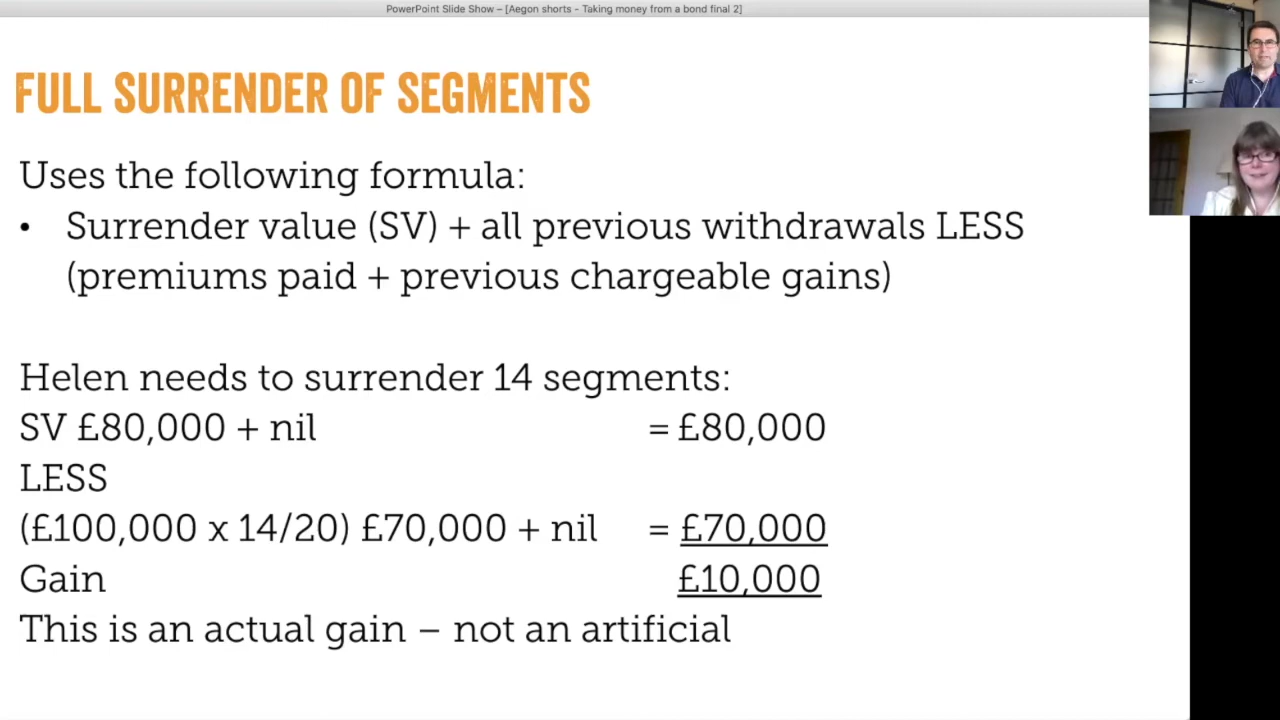 PowerPoint Slide Show – [Aegon shorts - Taking money from a bond final 2]
FULL SURRENDER OF SEGMENTS
Uses the following formula:
• Surrender value (SV) + all previous withdrawals LESS
(premiums paid + previous chargeable gains)
Helen needs to surrender 14 segments:
SV £80,000 + nil = £80,000
LESS
(£100,000 x 14/20) £70,000 + nil = £70,000
Gain £10,000
This is an actual gain – not an artificial